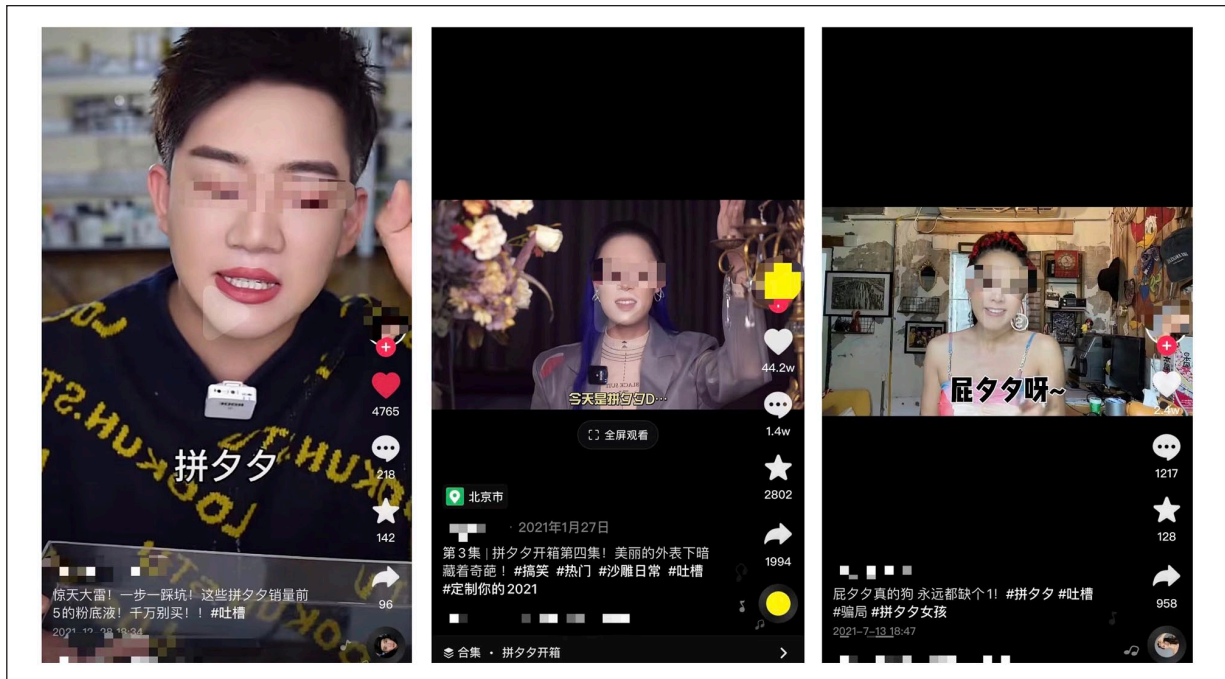 拼夕夕
4765
218
142
96
惊天大雷！一步一踩坑！这些拼夕夕销量前
5的粉底液！千万别买！！#吐槽
2021-12-28 18:34
今天是拼夕夕D…
全屏观看
44.2w
1.4w
2802
1994
北京市
· 2021年1月27日
第3集 | 拼夕夕开箱第四集！美丽的外表下暗
藏着奇葩！#搞笑 #热门 #沙雕日常 #吐槽
#定制你的2021
合集 · 拼夕夕开箱
屁夕夕呀~
2.4w
1217
128
958
屁夕夕真的狗 永远都缺个1！#拼夕夕 #吐槽
#骗局 #拼夕夕女孩
2021-7-13 18:47